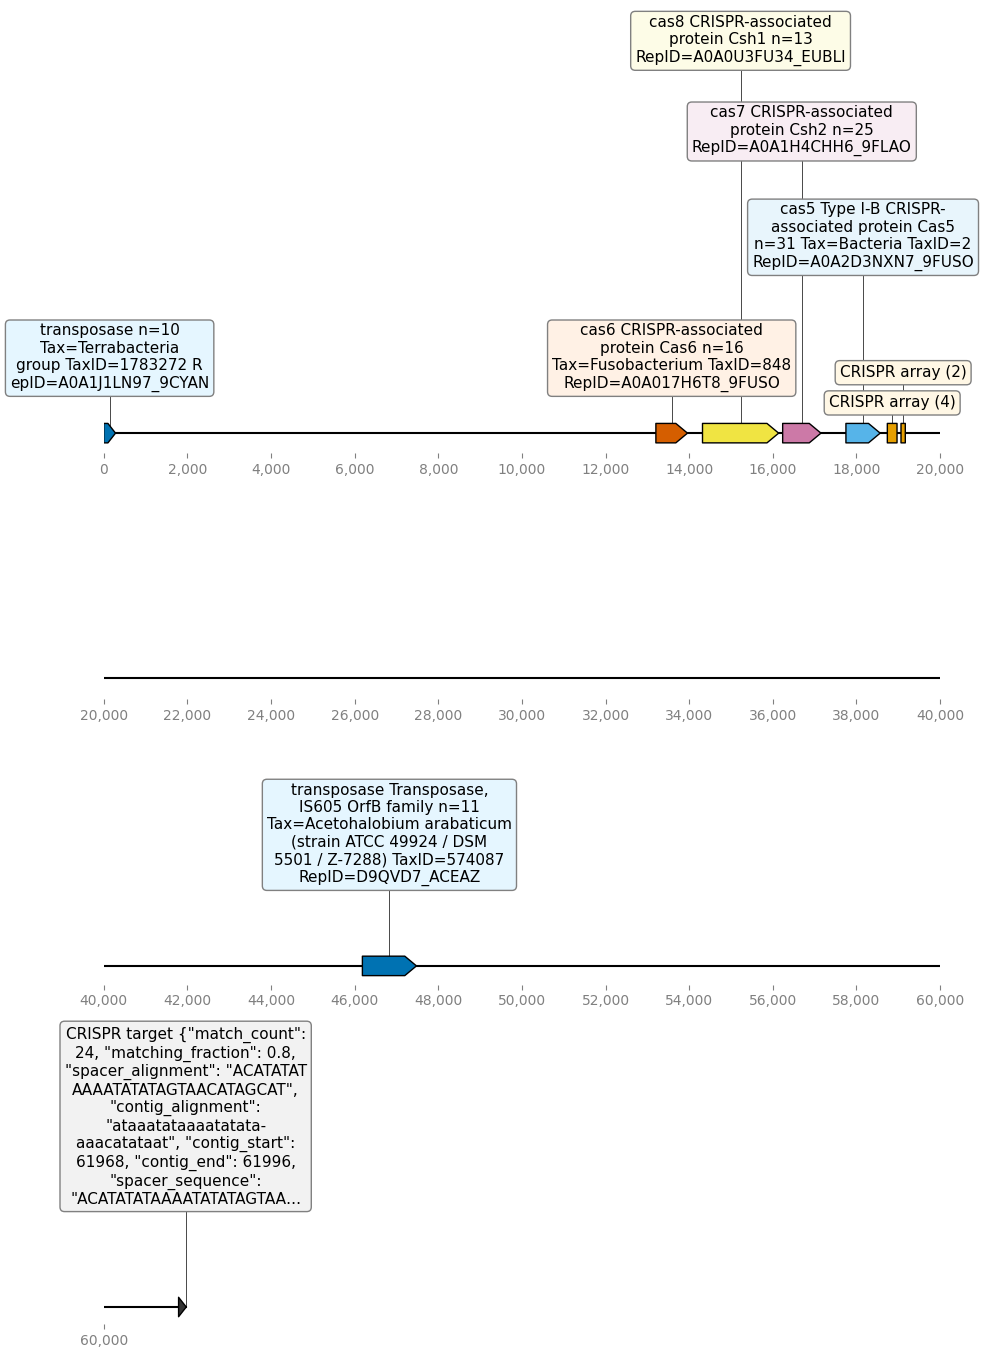 cas8 CRISPR-associated
protein Csh1 n=13
RepID=A0A0U3FU34_EUBLI
cas7 CRISPR-associated
protein Csh2 n=25
RepID=A0A1H4CHH6_9FLAO
cas5 Type I-B CRISPR-
associated protein Cas5
n=31 Tax=Bacteria TaxID=2
RepID=A0A2D3NXN7_9FUSO
transposase n=10
Tax=Terrabacteria
group TaxID=1783272 R
epID=A0A1J1LN97_9CYAN
cas6 CRISPR-associated
protein Cas6 n=16
Tax=Fusobacterium TaxID=848
RepID=A0A017H6T8_9FUSO
CRISPR array (2)
CRISPR array (4)
0 2,000 4,000 6,000 8,000 10,000 12,000 14,000 16,000 18,000 20,000
20,000 22,000 24,000 26,000 28,000 30,000 32,000 34,000 36,000 38,000 40,000
transposase Transposase,
IS605 OrfB family n=11
Tax=Acetohalobium arabaticum
(strain ATCC 49924 / DSM
5501 / Z-7288) TaxID=574087
RepID=D9QVD7_ACEAZ
40,000 42,000 44,000 46,000 48,000 50,000 52,000 54,000 56,000 58,000 60,000
CRISPR target {"match_count":
24, "matching_fraction": 0.8,
"spacer_alignment": "ACATATAT
AAAATATATAGTAACATAGCAT",
"contig_alignment":
"ataaatataaaatatata-
aaacatataat", "contig_start":
61968, "contig_end": 61996,
"spacer_sequence":
"ACATATATAAAATATATAGTAA...
60,000